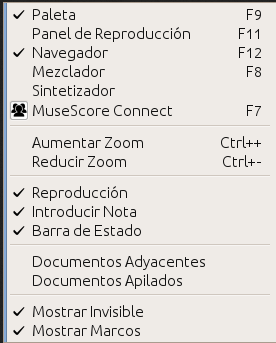 Paleta F9
Panel de Reproducción F11
Navegador F12
Mezclador F8
Sintetizador
MuseScore Connect F7
Aumentar Zoom Ctrl++
Reducir Zoom Ctrl+-
Reproducción
Introducir Nota
Barra de Estado
Documentos Adyacentes
Documentos Apilados
Mostrar Invisible
Mostrar Marcos